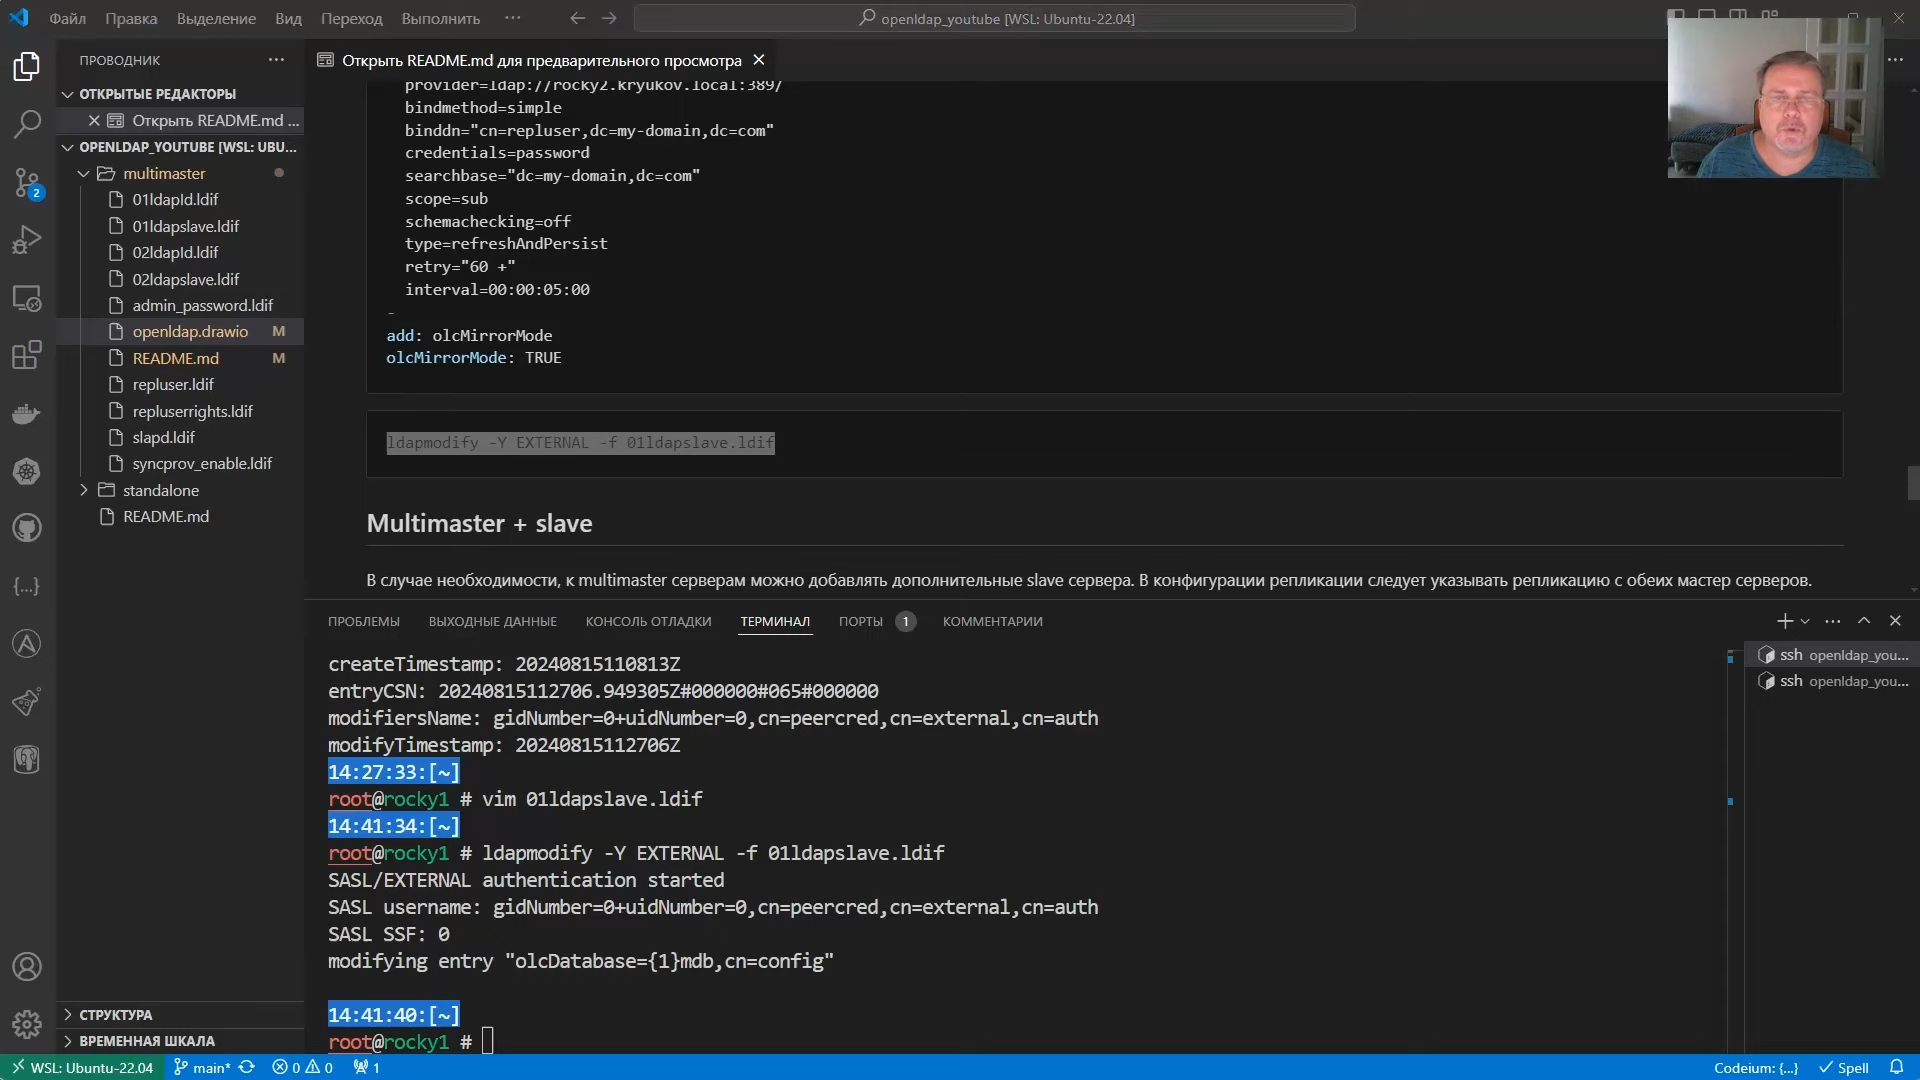 Файл Правка Выделение Вид Переход Выполнить ··· openldap_youtube [WSL: Ubuntu-22.04]
ПРОВОДНИК ···
ОТКРЫТЫЕ РЕДАКТОРЫ
Открыть README.md ...
OPENLDAP_YOUTUBE [WSL: UBU...
multimaster
01ldapId.ldif
01ldapslave.ldif
02ldapId.ldif
02ldapslave.ldif
admin_password.ldif
openldap.drawio M
README.md M
repluser.ldif
repluserrights.ldif
slapd.ldif
syncprov_enable.ldif
standalone
README.md
СТРУКТУРА
ВРЕМЕННАЯ ШКАЛА
2
Открыть README.md для предварительного просмотра
provider=ldap://rocky2.kryukov.local:389/
bindmethod=simple
binddn="cn=repluser,dc=my-domain,dc=com"
credentials=password
searchbase="dc=my-domain,dc=com"
scope=sub
schemachecking=off
type=refreshAndPersist
retry="60 +"
interval=00:00:05:00
-
add: olcMirrorMode
olcMirrorMode: TRUE
ldapmodify -Y EXTERNAL -f 01ldapslave.ldif
Multimaster + slave
В случае необходимости, к multimaster серверам можно добавлять дополнительные slave сервера. В конфигурации репликации следует указывать репликацию с обеих мастер серверов.
ПРОБЛЕМЫ ВЫХОДНЫЕ ДАННЫЕ КОНСОЛЬ ОТЛАДКИ ТЕРМИНАЛ ПОРТЫ 1 КОММЕНТАРИИ
createTimestamp: 20240815110813Z
entryCSN: 20240815112706.949305Z#000000#065#000000
modifiersName: gidNumber=0+uidNumber=0,cn=peercred,cn=external,cn=auth
modifyTimestamp: 20240815112706Z
14:27:33:[~]
root@rocky1 # vim 01ldapslave.ldif
14:41:34:[~]
root@rocky1 # ldapmodify -Y EXTERNAL -f 01ldapslave.ldif
SASL/EXTERNAL authentication started
SASL username: gidNumber=0+uidNumber=0,cn=peercred,cn=external,cn=auth
SASL SSF: 0
modifying entry "olcDatabase={1}mdb,cn=config"
14:41:40:[~]
root@rocky1 #
ssh openldap_you...
ssh openldap_you...
WSL: Ubuntu-22.04 main* 0 0 1 Codeium: {...} Spell